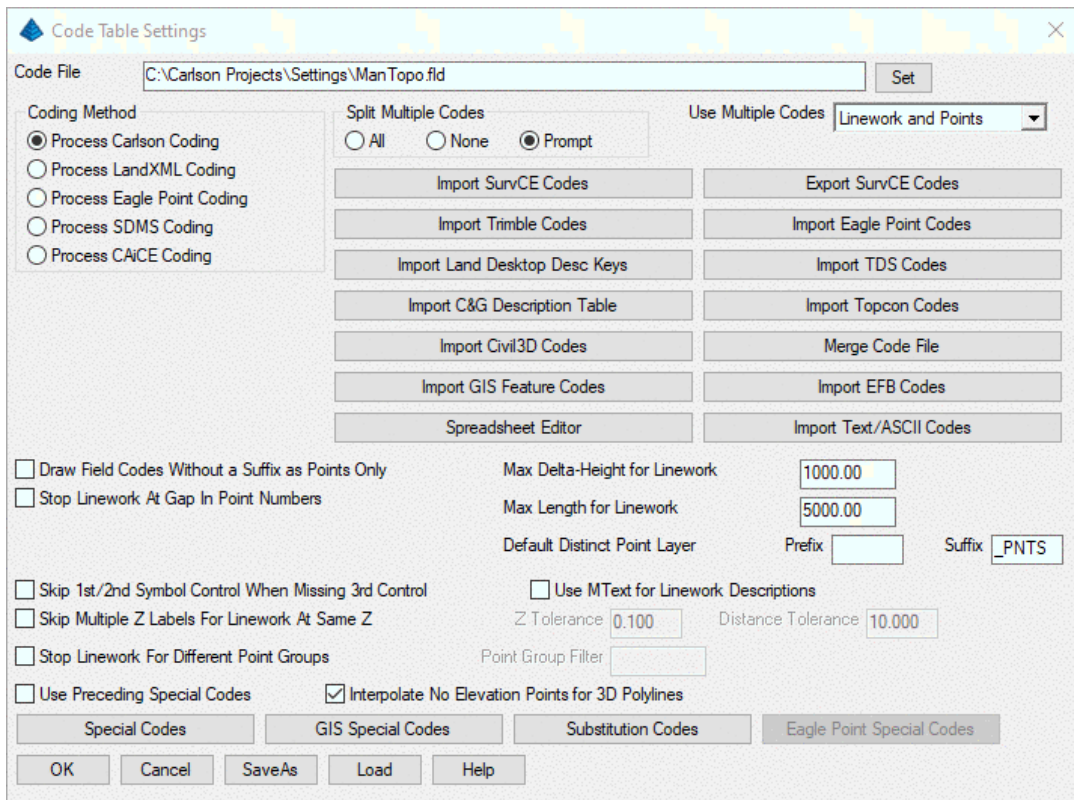 Code Table Settings
Code File C:\Carlson Projects\Settings\ManTopo.fld Set
Coding Method Split Multiple Codes Use Multiple Codes Linework and Points
Process Carlson Coding All None Prompt
Process LandXML Coding Import SurvCE Codes Export SurvCE Codes
Process Eagle Point Coding
Process SDMS Coding Import Trimble Codes Import Eagle Point Codes
Process CAiCE Coding Import Land Desktop Desc Keys Import TDS Codes
Import C&G Description Table Import Topcon Codes
Import Civil3D Codes Merge Code File
Import GIS Feature Codes Import EFB Codes
Spreadsheet Editor Import Text/ASCII Codes
Draw Field Codes Without a Suffix as Points Only Max Delta-Height for Linework 1000.00
Stop Linework At Gap In Point Numbers Max Length for Linework 5000.00
Default Distinct Point Layer Prefix Suffix _PNTS
Skip 1st/2nd Symbol Control When Missing 3rd Control Use MText for Linework Descriptions
Skip Multiple Z Labels For Linework At Same Z Z Tolerance 0.100 Distance Tolerance 10.000
Stop Linework For Different Point Groups Point Group Filter
Use Preceding Special Codes Interpolate No Elevation Points for 3D Polylines
Special Codes GIS Special Codes Substitution Codes Eagle Point Special Codes
OK Cancel SaveAs Load Help